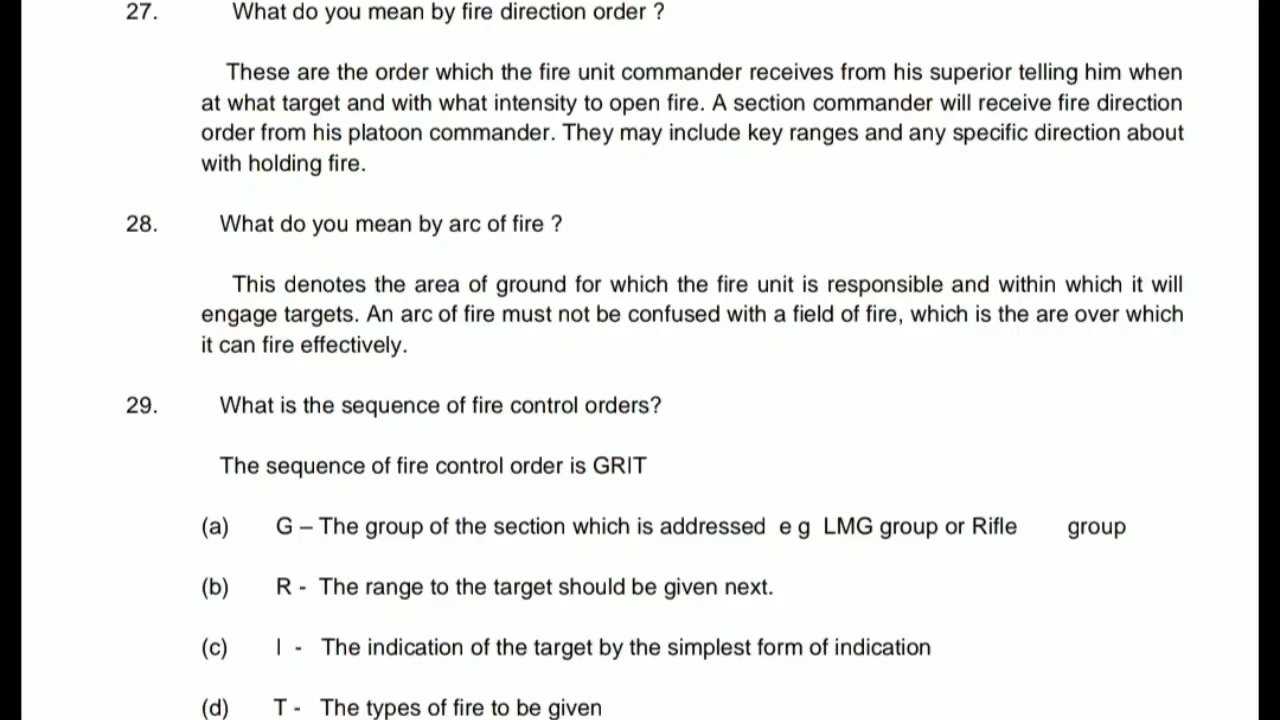 27. What do you mean by fire direction order ?
These are the order which the fire unit commander receives from his superior telling him when
at what target and with what intensity to open fire. A section commander will receive fire direction
order from his platoon commander. They may include key ranges and any specific direction about
with holding fire.
28. What do you mean by arc of fire ?
This denotes the area of ground for which the fire unit is responsible and within which it will
engage targets. An arc of fire must not be confused with a field of fire, which is the are over which
it can fire effectively.
29. What is the sequence of fire control orders?
The sequence of fire control order is GRIT
(a) G – The group of the section which is addressed e g LMG group or Rifle group
(b) R - The range to the target should be given next.
(c) I - The indication of the target by the simplest form of indication
(d) T - The types of fire to be given